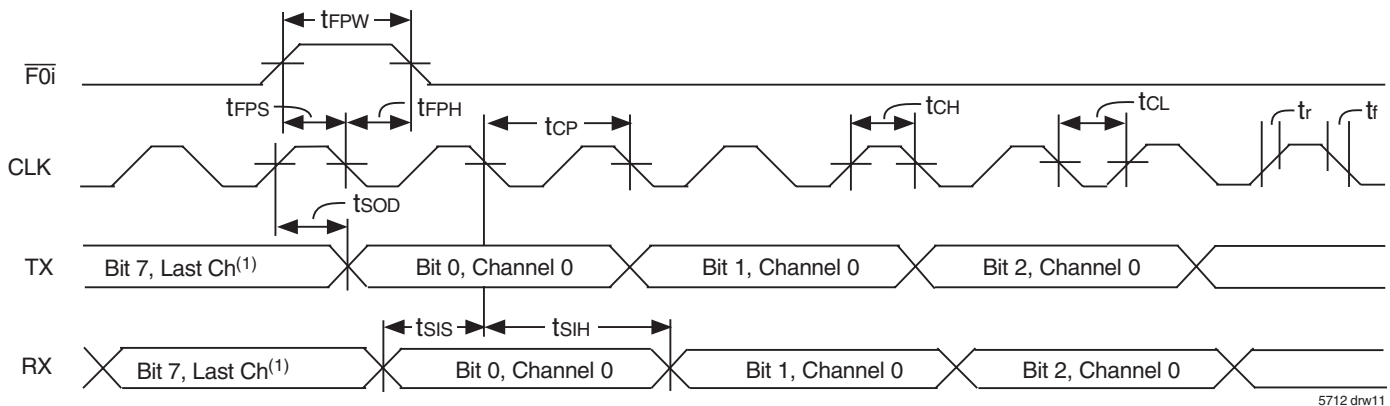 tFPW
F0i
tFPS
tFPH
tCP
tCH
tCL
tr
tf
CLK
tSOD
TX
Bit 7, Last Ch(1)
Bit 0, Channel 0
Bit 1, Channel 0
Bit 2, Channel 0
tSIS
tSIH
RX
Bit 7, Last Ch(1)
Bit 0, Channel 0
Bit 1, Channel 0
Bit 2, Channel 0
5712 drw11